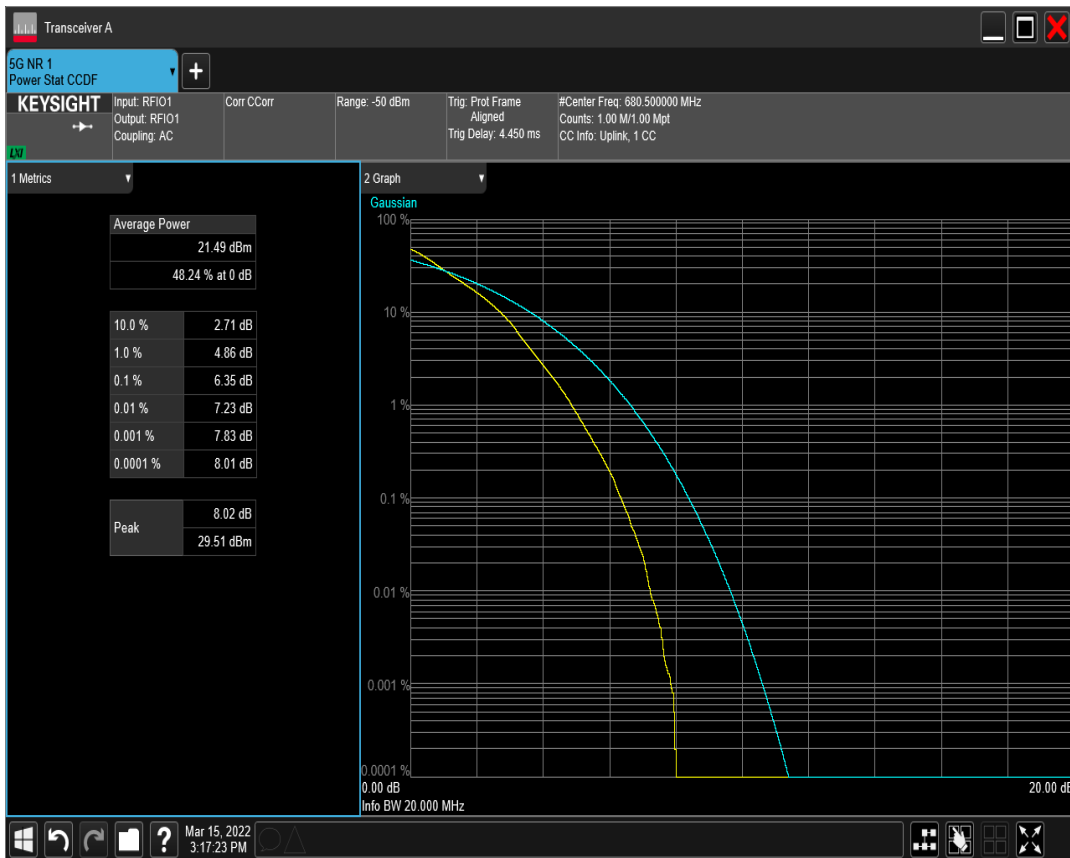 Transceiver A
5G NR 1
Power Stat CCDF
KEYSIGHT
LXI
Input: RFIO1
Output: RFIO1
Coupling: AC
Corr CCorr
Range: -50 dBm
Trig: Prot Frame
Aligned
Trig Delay: 4.450 ms
#Center Freq: 680.500000 MHz
Counts: 1.00 M/1.00 Mpt
CC Info: Uplink, 1 CC
1 Metrics
Average Power
21.49 dBm
48.24 % at 0 dB
10.0 % 2.71 dB
1.0 % 4.86 dB
0.1 % 6.35 dB
0.01 % 7.23 dB
0.001 % 7.83 dB
0.0001 % 8.01 dB
Peak 8.02 dB
29.51 dBm
2 Graph
Gaussian
100 %
10 %
1 %
0.1 %
0.01 %
0.001 %
0.0001 %
0.00 dB 20.00 dB
Info BW 20.000 MHz
Mar 15, 2022
3:17:23 PM